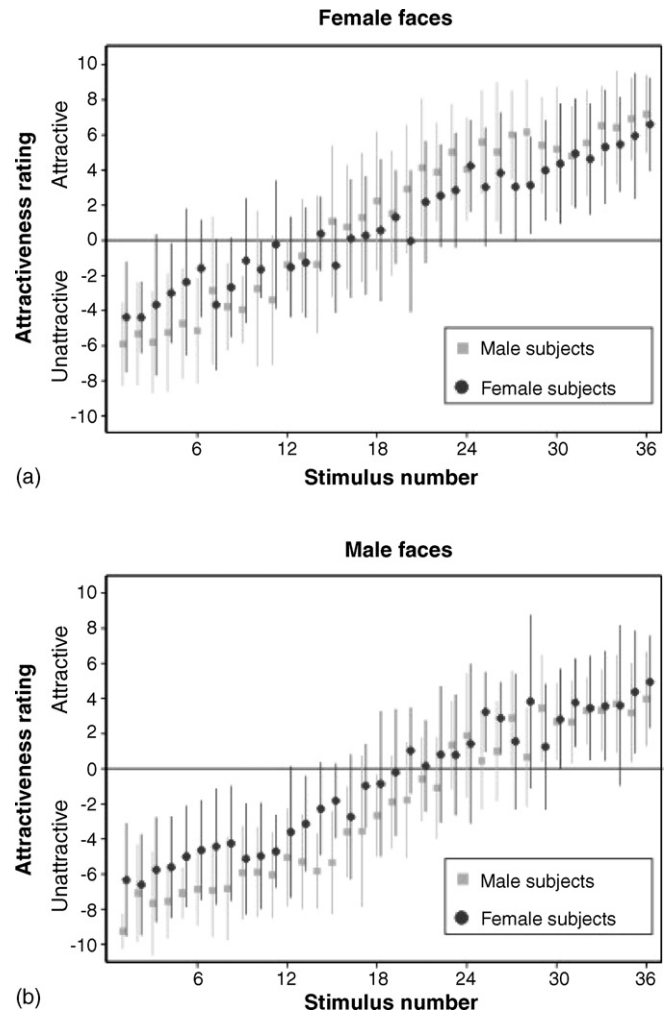 Female faces
10
8
6
4
2
0
-2
-4
-6
-8
-10
Attractiveness rating
Attractive
Unattractive
Male subjects
Female subjects
6 12 18 24 30 36
Stimulus number
(a)
Male faces
10
8
6
4
2
0
-2
-4
-6
-8
-10
Attractiveness rating
Attractive
Unattractive
Male subjects
Female subjects
6 12 18 24 30 36
Stimulus number
(b)